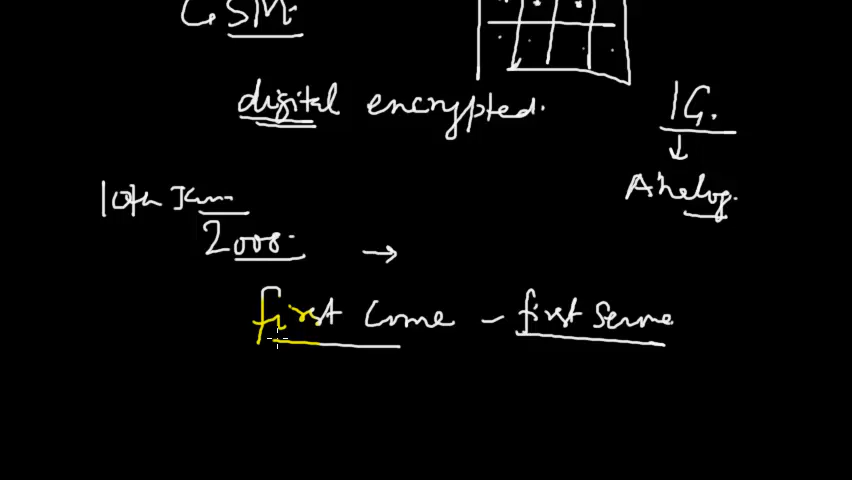 GSM.
digital encrypted.
1G.
Analog.
10th Jan
2008.
first come - first serve